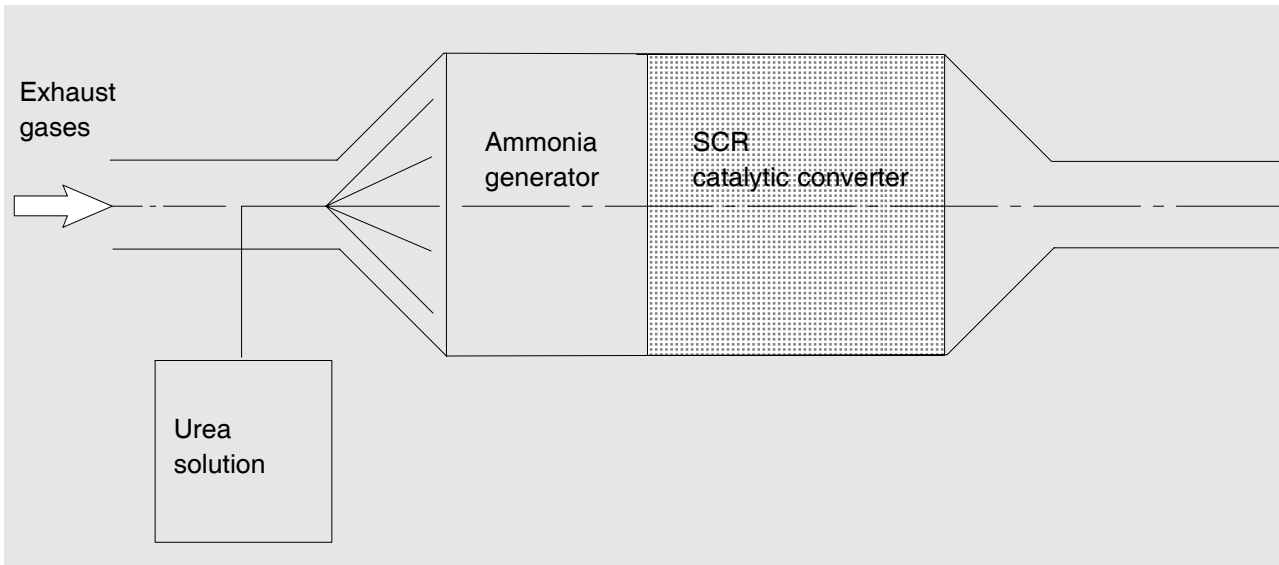 Exhaust
gases
Ammonia
generator
SCR
catalytic converter
Urea
solution